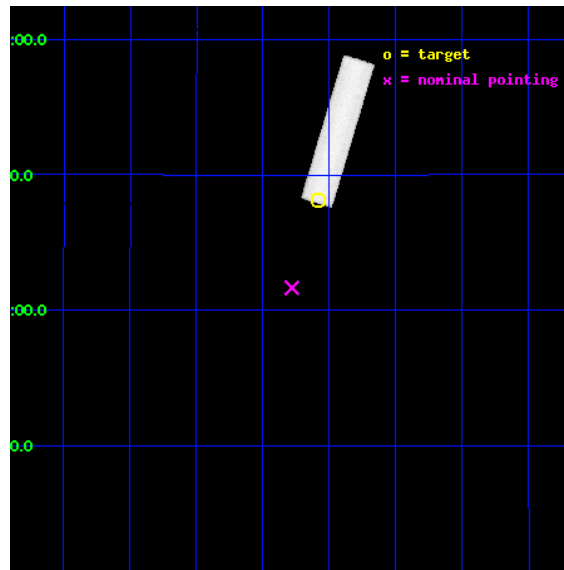 :00.0
o = target
x = nominal pointing
0.0
:00.0
0.0